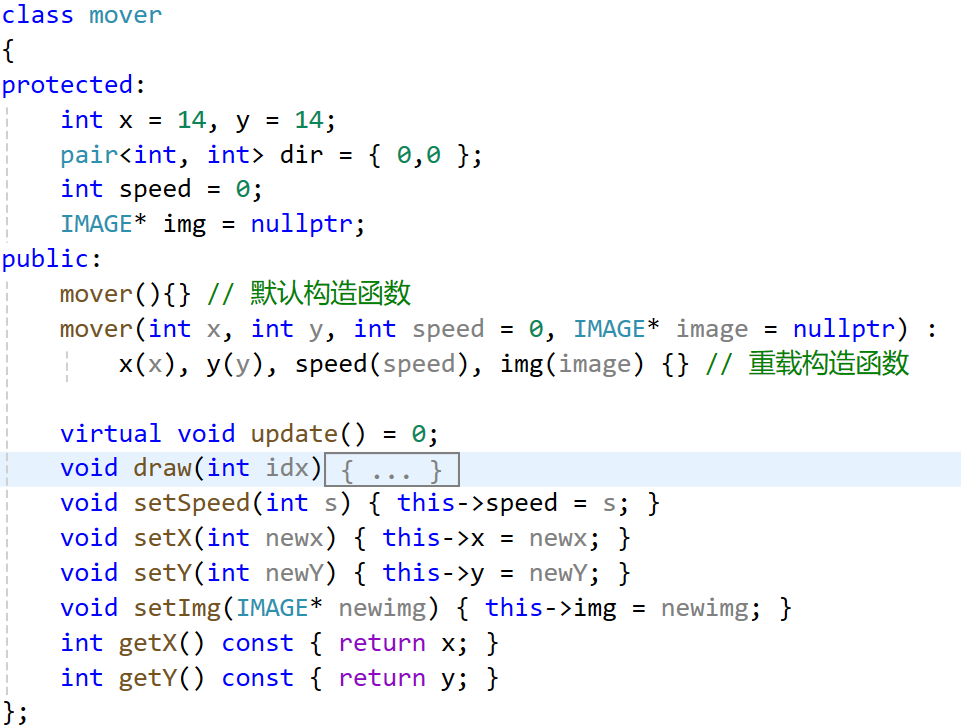 class mover
{
protected:
    int x = 14, y = 14;
    pair<int, int> dir = { 0,0 };
    int speed = 0;
    IMAGE* img = nullptr;
public:
    mover(){} // 默认构造函数
    mover(int x, int y, int speed = 0, IMAGE* image = nullptr) :
        x(x), y(y), speed(speed), img(image) {} // 重载构造函数
    virtual void update() = 0;
    void draw(int idx){ ... }
    void setSpeed(int s) { this->speed = s; }
    void setX(int newx) { this->x = newx; }
    void setY(int newY) { this->y = newY; }
    void setImg(IMAGE* newimg) { this->img = newimg; }
    int getX() const { return x; }
    int getY() const { return y; }
};